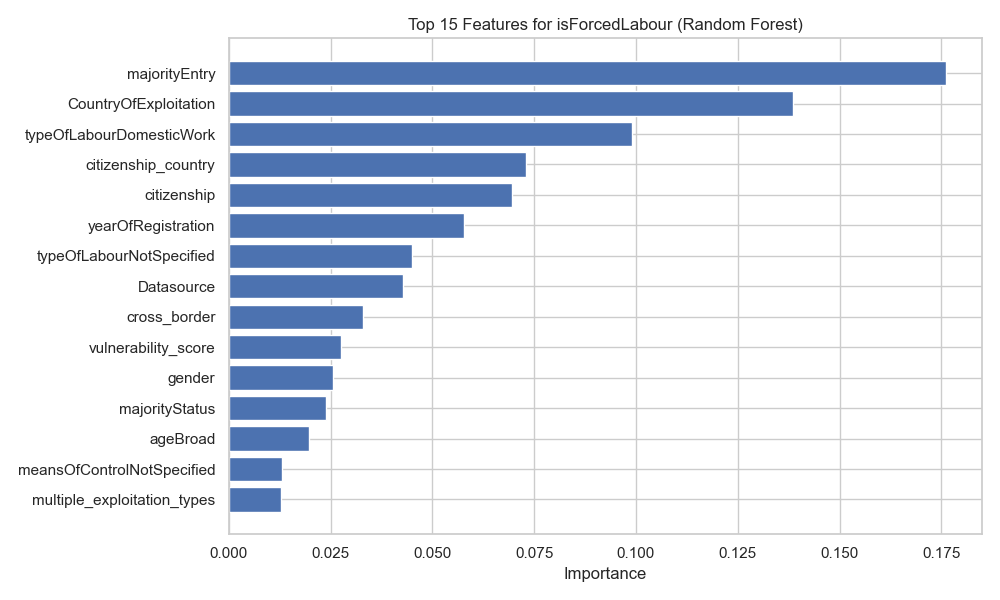 Top 15 Features for isForcedLabour (Random Forest)
majorityEntry
CountryOfExploitation
typeOfLabourDomesticWork
citizenship_country
citizenship
yearOfRegistration
typeOfLabourNotSpecified
Datasource
cross_border
vulnerability_score
gender
majorityStatus
ageBroad
meansOfControlNotSpecified
multiple_exploitation_types
0.000 0.025 0.050 0.075 0.100 0.125 0.150 0.175
Importance